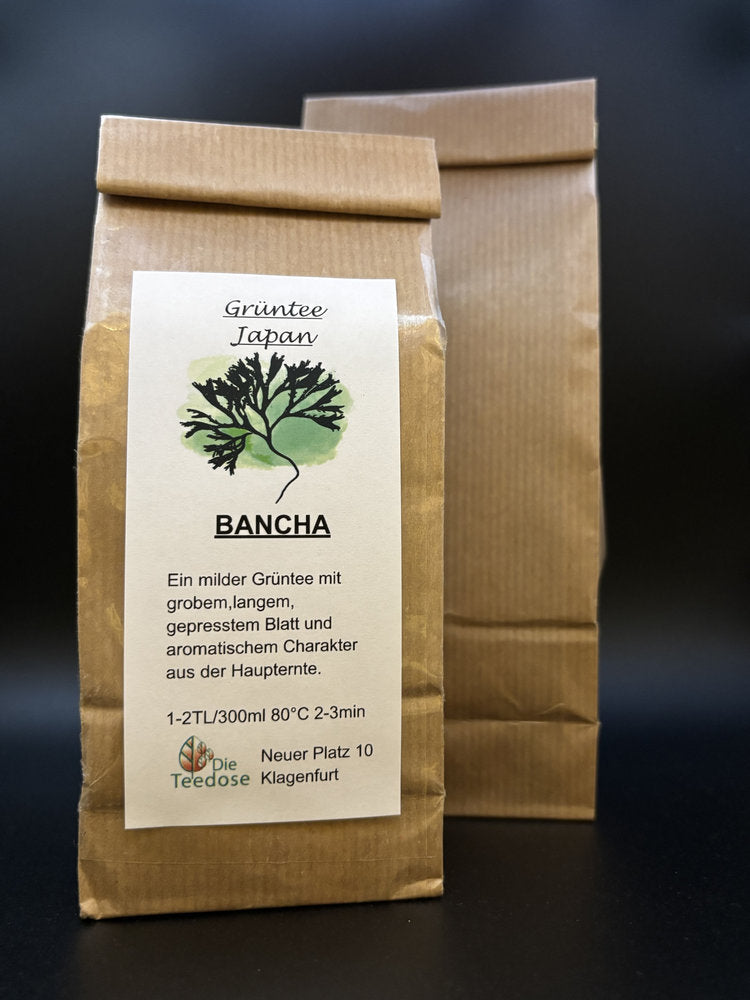 Grüntee
Japan
BANCHA
Ein milder Grüntee mit
grobem,langem,
gepresstem Blatt und
aromatischem Charakter
aus der Haupternte.
1-2TL/300ml 80°C 2-3min
Die
Teedose
Neuer Platz 10
Klagenfurt